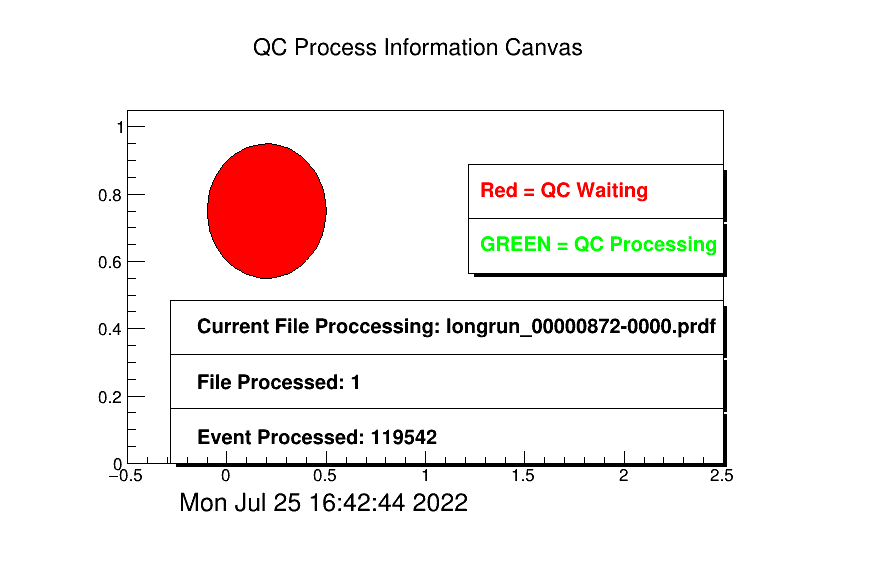 QC Process Information Canvas
1
0.8
0.6
0.4
0.2
0
Red = QC Waiting
GREEN = QC Processing
Current File Proccessing: longrun_00000872-0000.prdf
File Processed: 1
Event Processed: 119542
−0.5 0 0.5 1 1.5 2 2.5
Mon Jul 25 16:42:44 2022